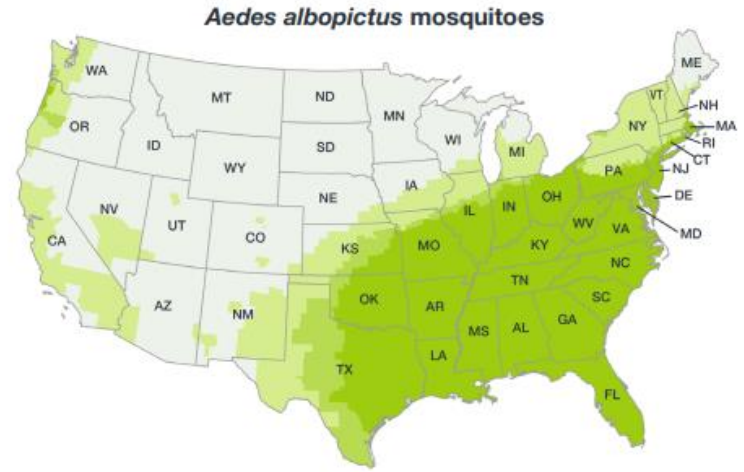 Aedes albopictus mosquitoes
WA
MT
ND
MN
ME
VT
NH
OR
ID
SD
WI
MI
NY
MA
RI
CT
WY
IA
PA
NJ
NE
NV
UT
CO
IL
IN
OH
DE
CA
KS
MO
WV
VA
MD
KY
NC
AZ
NM
OK
AR
TN
SC
TX
LA
MS
AL
GA
FL